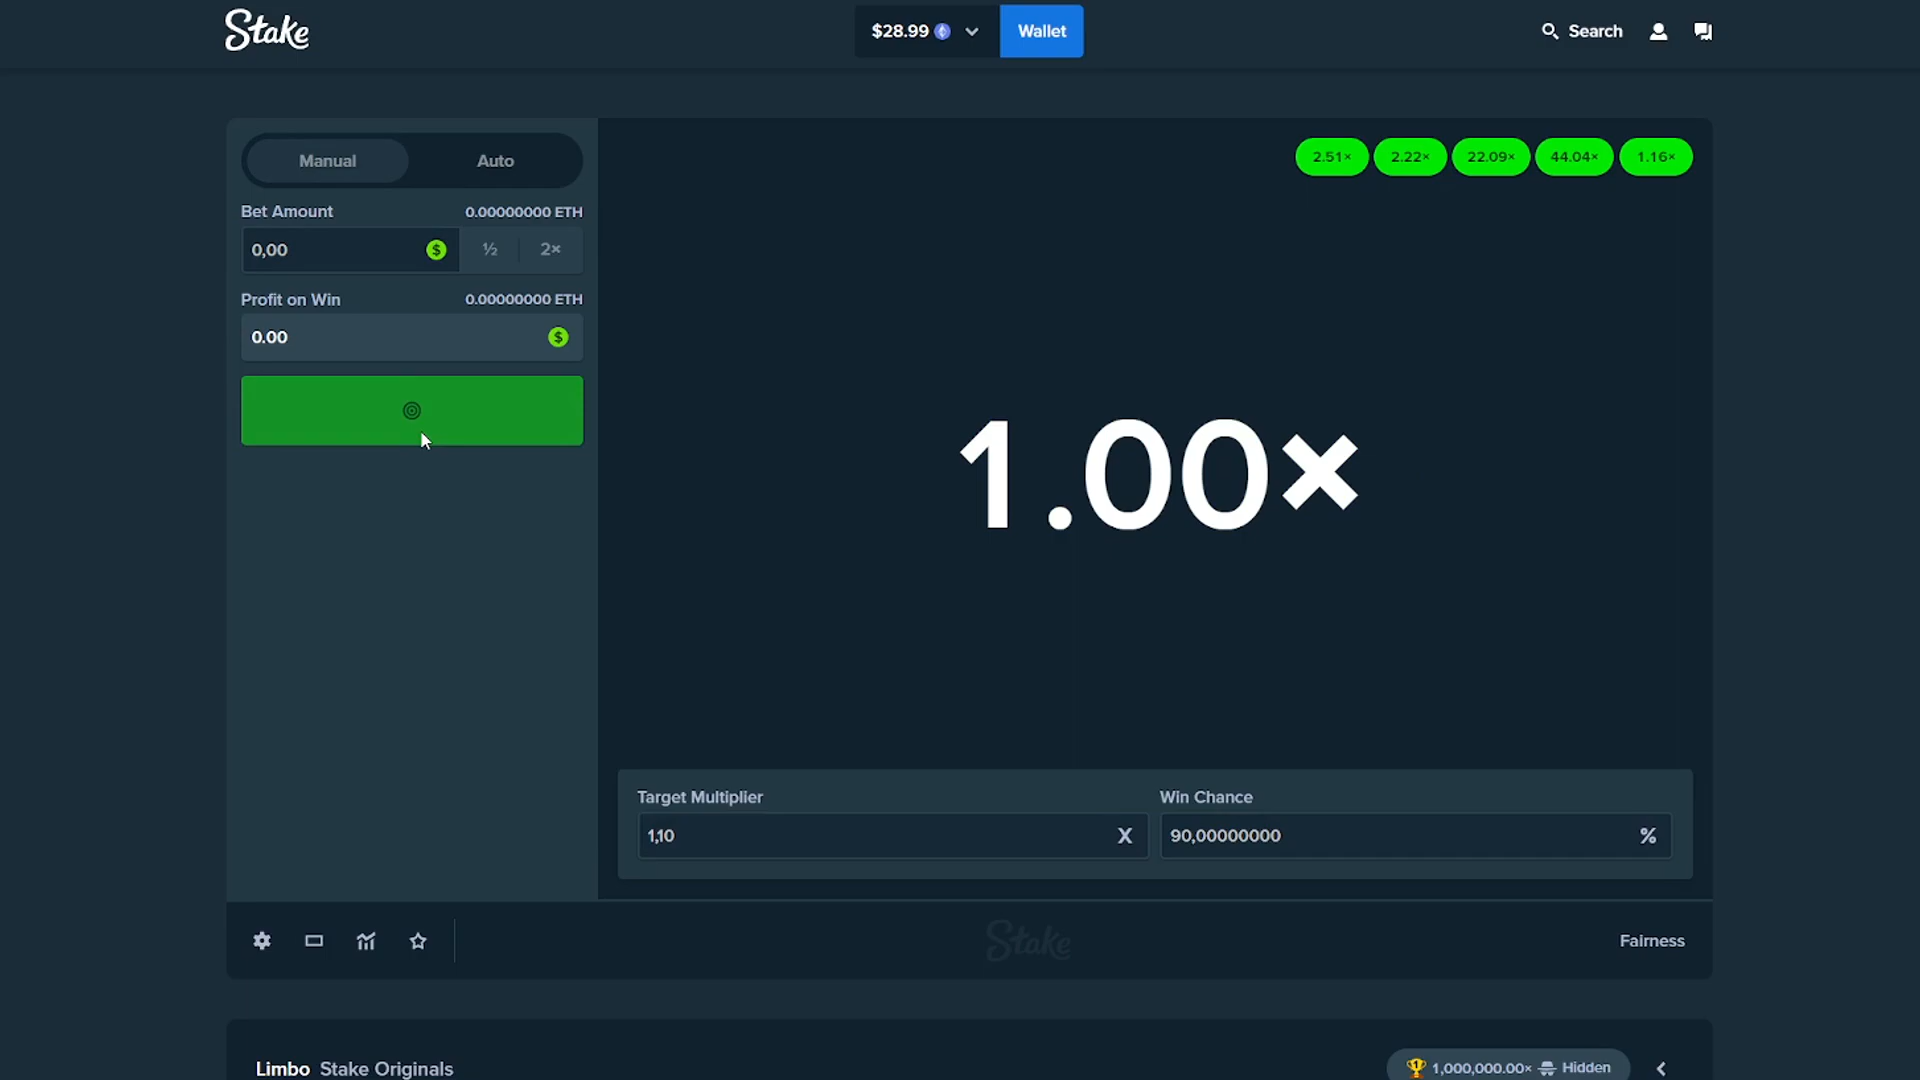 Stake
$28.99
Wallet
Search
Manual
Auto
2.51×
2.22×
22.09×
44.04×
1.16×
Bet Amount
0.00000000 ETH
0,00
$
½
2×
Profit on Win
0.00000000 ETH
0.00
$
1.00×
Target Multiplier
Win Chance
1,10
X
90,00000000
%
Stake
Fairness
Limbo Stake Originals
1
1,000,000.00×
Hidden